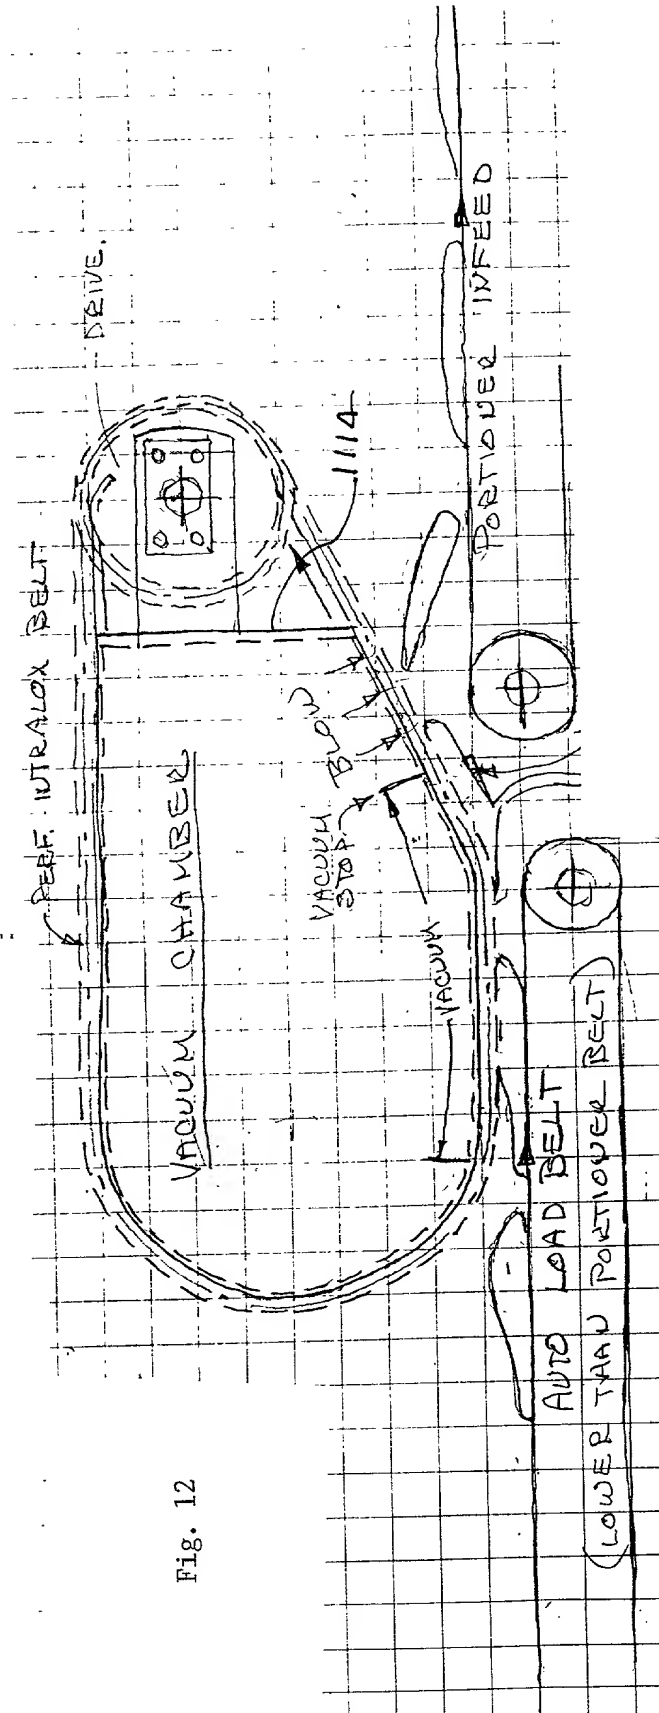 PERF. INTRALOX BELT
DRIVE.
VACUUM CHAMBER
1114
VACUUM
STOP.
BLOW
VACUUM
PORTIONER INFEED
AUTO LOAD BELT
(LOWER THAN PORTIONER BELT)
Fig. 12